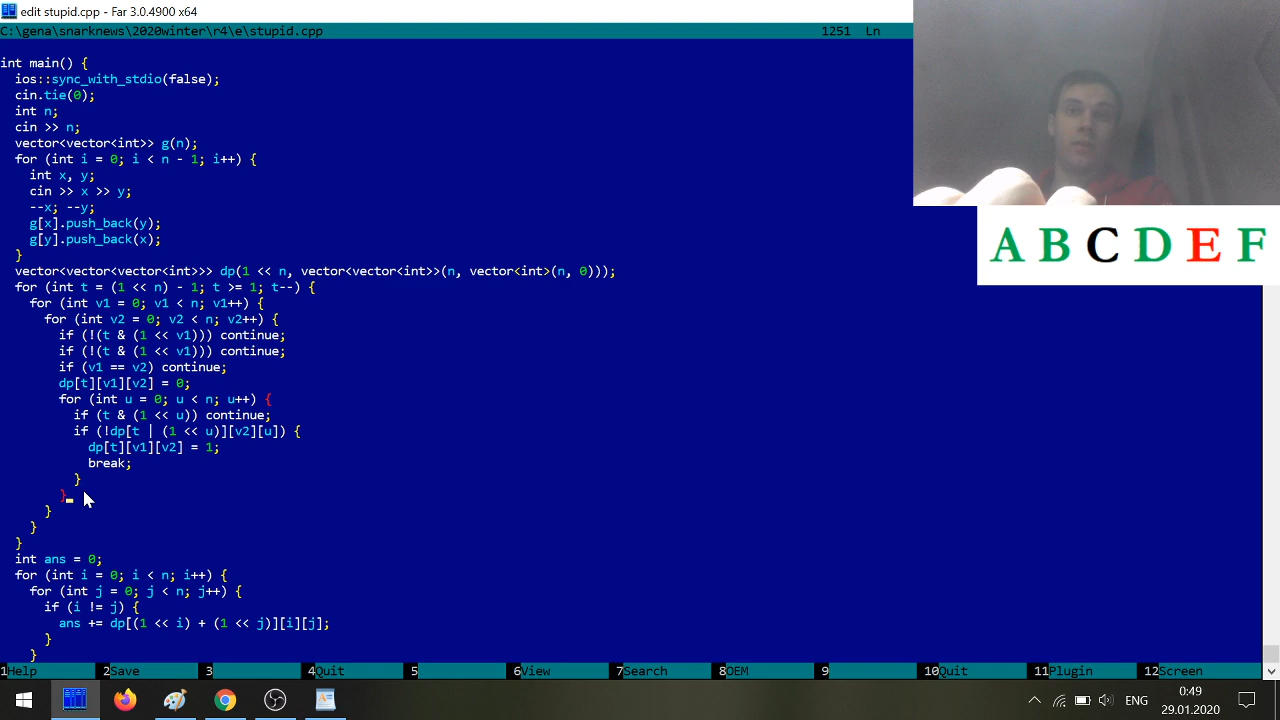 edit stupid.cpp - Far 3.0.4900 x64
C:\gena\snarknews\2020winter\r4\e\stupid.cpp 1251 Ln
int main() {
ios::sync_with_stdio(false);
cin.tie(0);
int n;
cin >> n;
vector<vector<int>> g(n);
for (int i = 0; i < n - 1; i++) {
int x, y;
cin >> x >> y;
--x; --y;
g[x].push_back(y);
g[y].push_back(x);
}
vector<vector<vector<int>>> dp(1 << n, vector<vector<int>>(n, vector<int>(n, 0)));
for (int t = (1 << n) - 1; t >= 1; t--) {
for (int v1 = 0; v1 < n; v1++) {
for (int v2 = 0; v2 < n; v2++) {
if (!(t & (1 << v1))) continue;
if (!(t & (1 << v1))) continue;
if (v1 == v2) continue;
dp[t][v1][v2] = 0;
for (int u = 0; u < n; u++) {
if (t & (1 << u)) continue;
if (!dp[t | (1 << u)][v2][u]) {
dp[t][v1][v2] = 1;
break;
}
}
}
}
}
int ans = 0;
for (int i = 0; i < n; i++) {
for (int j = 0; j < n; j++) {
if (i != j) {
ans += dp[(1 << i) + (1 << j)][i][j];
}
}
A B C D E F
1Help 2Save 3 4Quit 5 6View 7Search 8OEM 9 10Quit 11Plugin 12Screen
ENG
0:49
29.01.2020